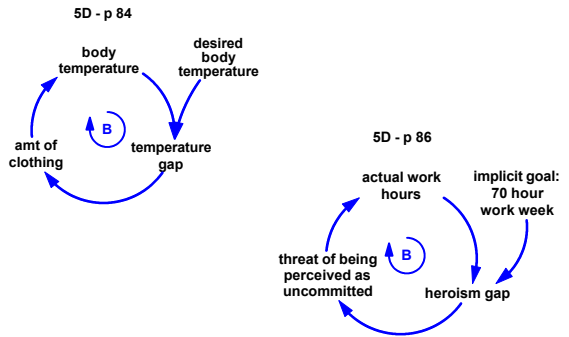 5D - p 84
body
temperature
desired
body
temperature
B
amt of
clothing
temperature
gap
5D - p 86
actual work
hours
implicit goal:
70 hour
work week
B
threat of being
perceived as
uncommitted
heroism gap